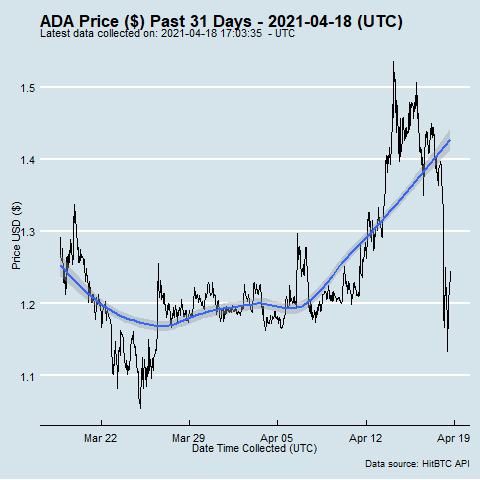 ADA Price ($) Past 31 Days - 2021-04-18 (UTC)
Latest data collected on: 2021-04-18 17:03:35 - UTC
Price USD ($)
1.5
1.4
1.3
1.2
1.1
Mar 22 Mar 29 Apr 05 Apr 12 Apr 19
Date Time Collected (UTC)
Data source: HitBTC API